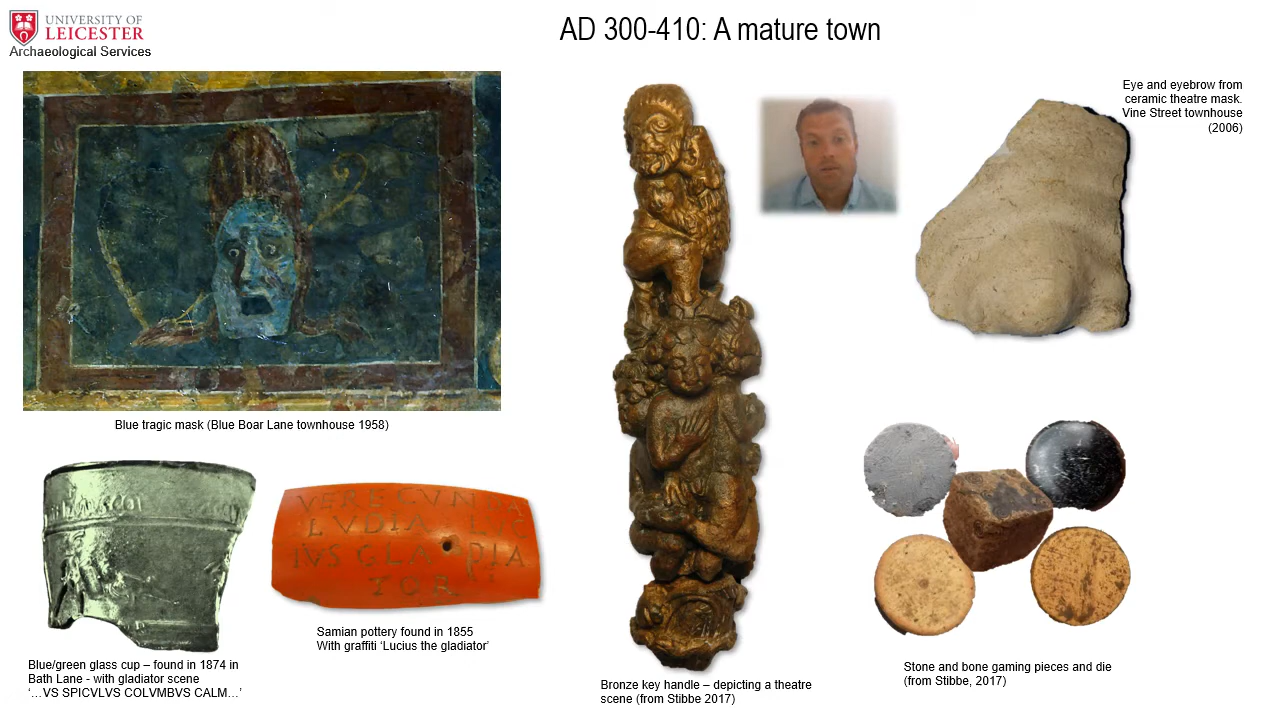 UNIVERSITY OF
LEICESTER
Archaeological Services
AD 300-410: A mature town
Eye and eyebrow from
ceramic theatre mask.
Vine Street townhouse
(2006)
Blue tragic mask (Blue Boar Lane townhouse 1958)
VERECVNDA
LVDIA LVC
IVS GLADIA
TOR
Samian pottery found in 1855
With graffiti ‘Lucius the gladiator’
Blue/green glass cup – found in 1874 in
Bath Lane - with gladiator scene
‘…VS SPICVLVS COLVMBVS CALM…’
Bronze key handle – depicting a theatre
scene (from Stibbe 2017)
Stone and bone gaming pieces and die
(from Stibbe, 2017)